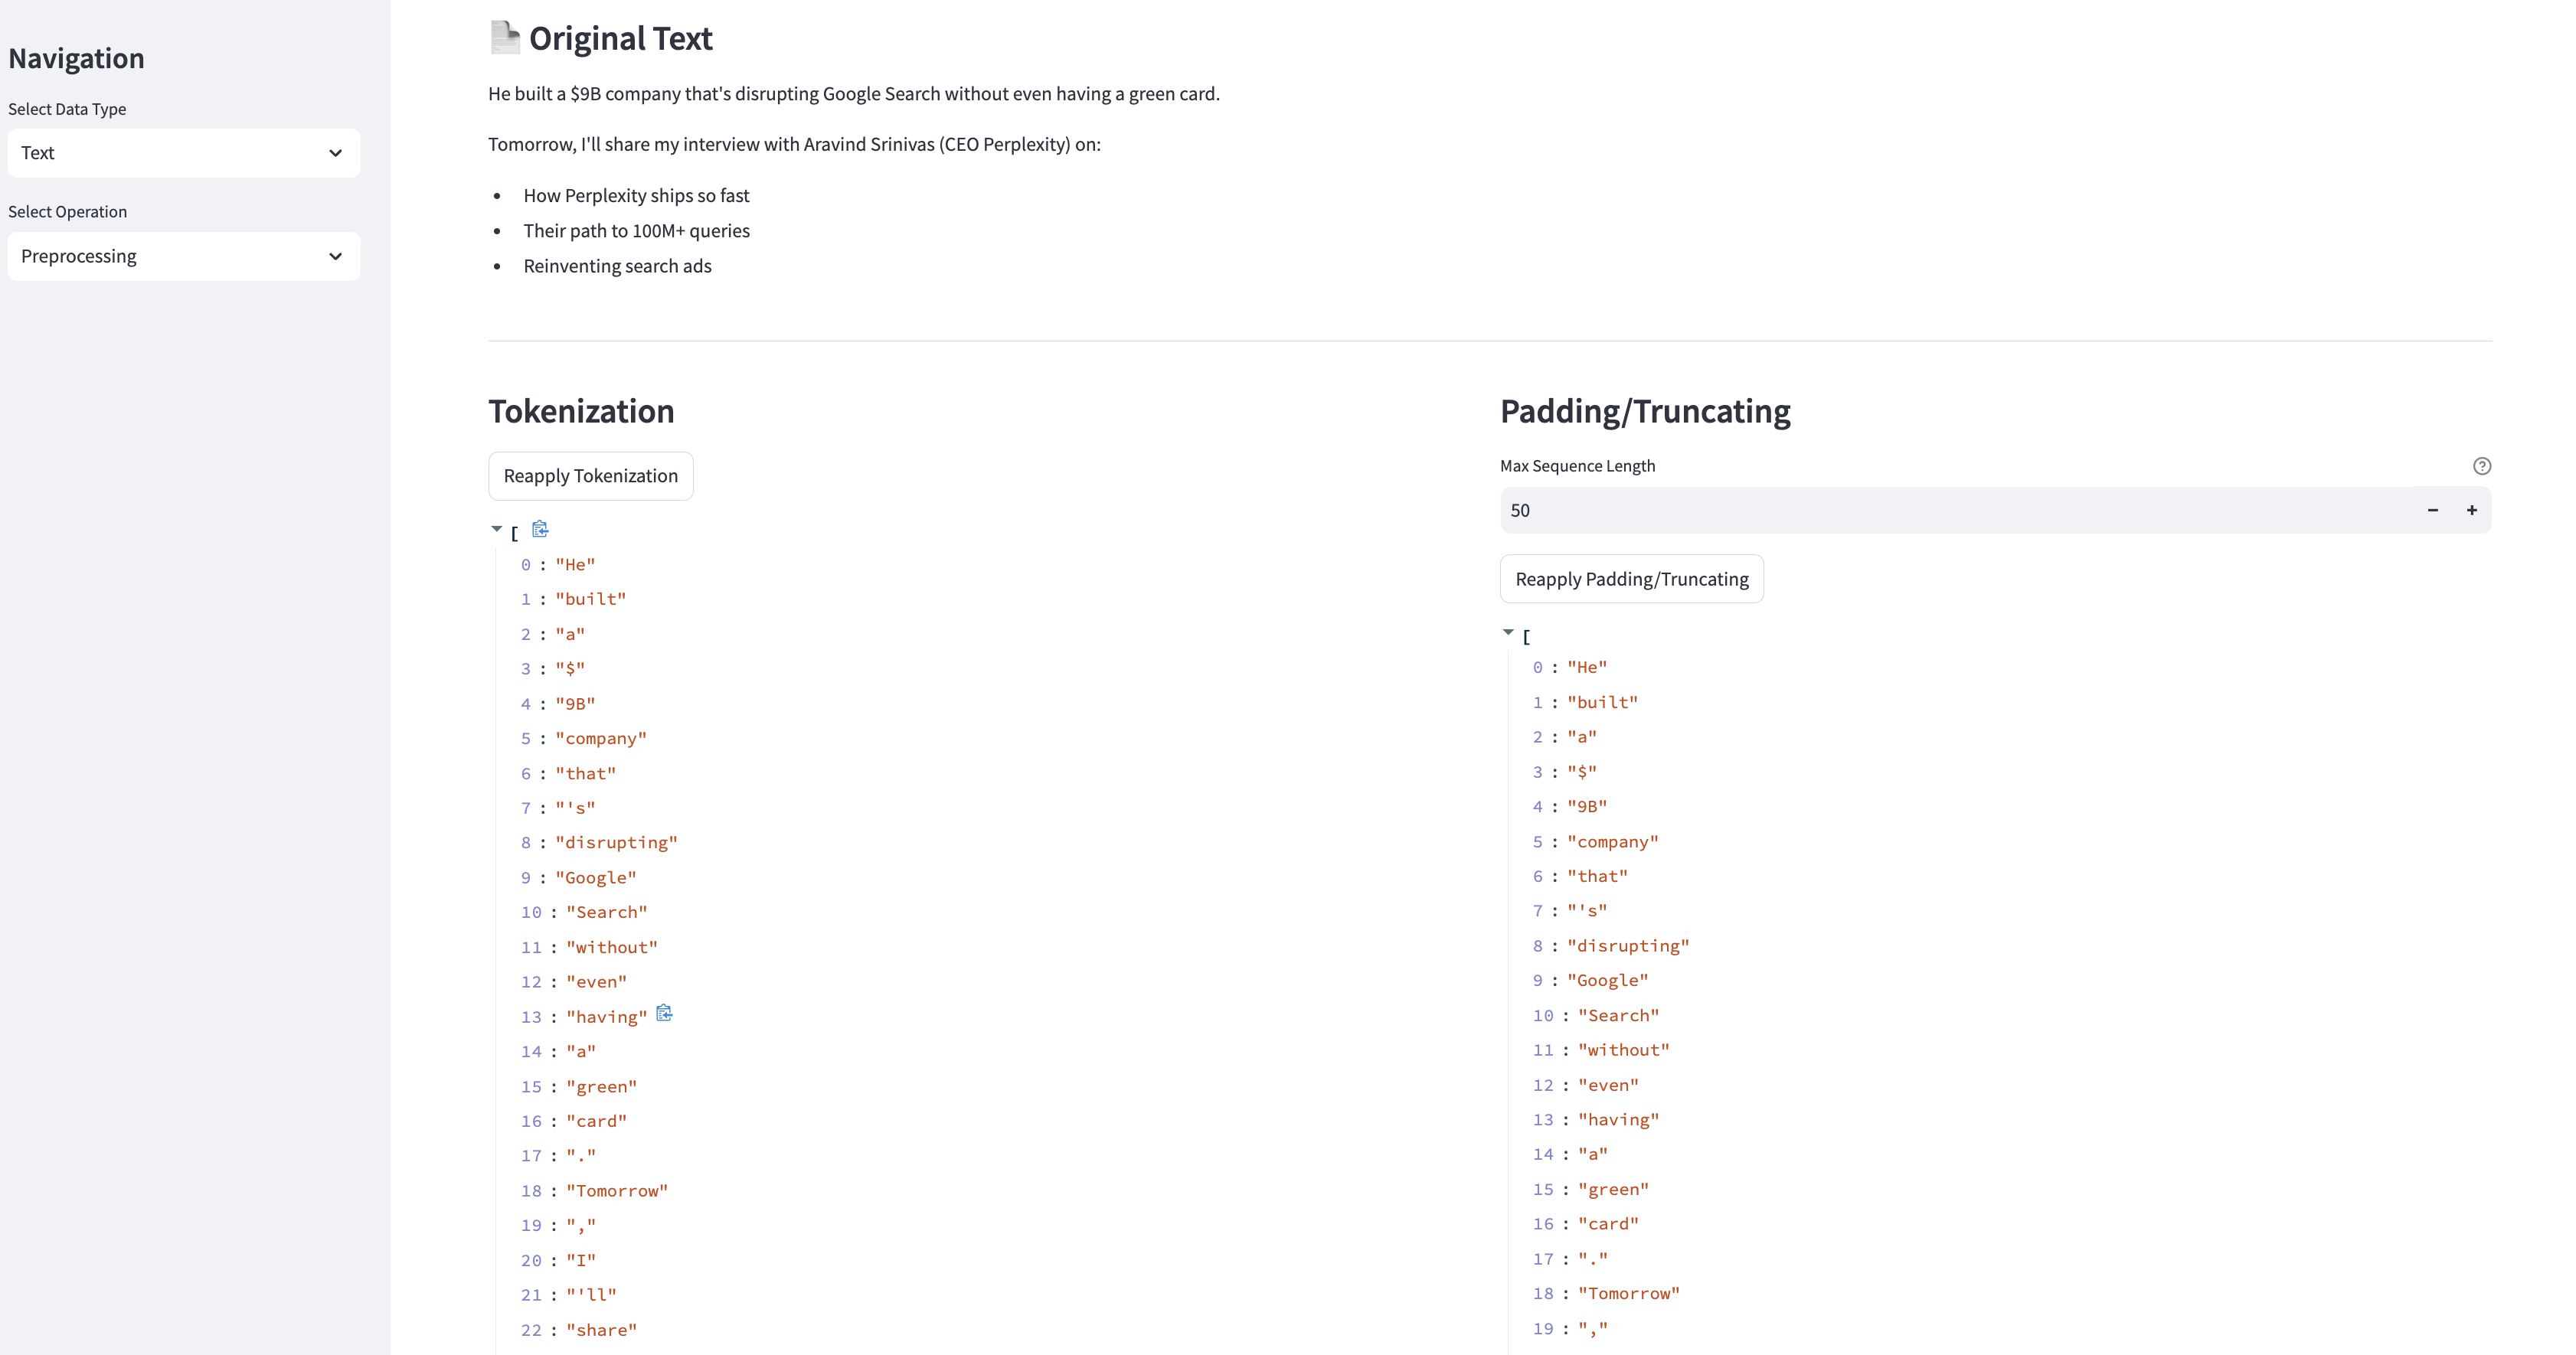 Navigation
Select Data Type
Text
Select Operation
Preprocessing
Original Text
He built a $9B company that's disrupting Google Search without even having a green card.
Tomorrow, I'll share my interview with Aravind Srinivas (CEO Perplexity) on:
• How Perplexity ships so fast
• Their path to 100M+ queries
• Reinventing search ads
Tokenization
Reapply Tokenization
[
0 : "He"
1 : "built"
2 : "a"
3 : "$"
4 : "9B"
5 : "company"
6 : "that"
7 : "'s"
8 : "disrupting"
9 : "Google"
10 : "Search"
11 : "without"
12 : "even"
13 : "having"
14 : "a"
15 : "green"
16 : "card"
17 : "."
18 : "Tomorrow"
19 : ","
20 : "I"
21 : "'ll"
22 : "share"
Padding/Truncating
Max Sequence Length
?
50
− +
Reapply Padding/Truncating
[
0 : "He"
1 : "built"
2 : "a"
3 : "$"
4 : "9B"
5 : "company"
6 : "that"
7 : "'s"
8 : "disrupting"
9 : "Google"
10 : "Search"
11 : "without"
12 : "even"
13 : "having"
14 : "a"
15 : "green"
16 : "card"
17 : "."
18 : "Tomorrow"
19 : ","